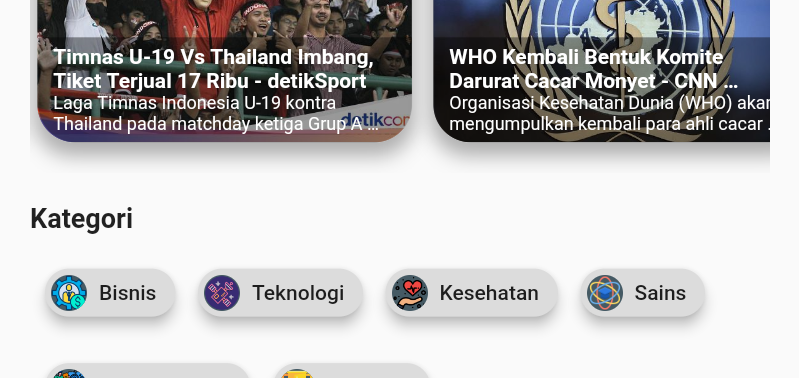 Timnas U-19 Vs Thailand Imbang,
Tiket Terjual 17 Ribu - detikSport
Laga Timnas Indonesia U-19 kontra
Thailand pada matchday ketiga Grup A ...
detikcom
WHO Kembali Bentuk Komite
Darurat Cacar Monyet - CNN ...
Organisasi Kesehatan Dunia (WHO) akan
mengumpulkan kembali para ahli cacar .
Kategori
Bisnis
Teknologi
Kesehatan
Sains